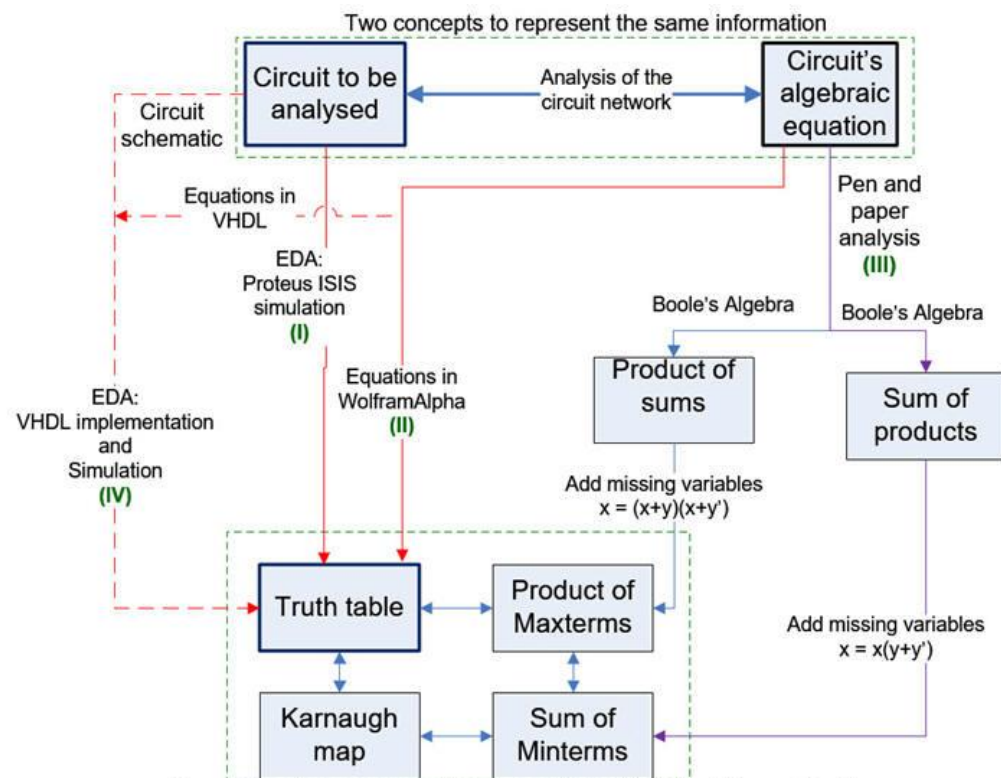 Two concepts to represent the same information
Circuit to be
analysed
Analysis of the
circuit network
Circuit's
algebraic
equation
Circuit
schematic
Equations in
VHDL
Pen and
paper
analysis
(III)
EDA:
Proteus ISIS
simulation
(I)
Boole's Algebra
Boole's Algebra
Equations in
WolframAlpha
(II)
Product of
sums
Sum of
products
EDA:
VHDL implementation
and
Simulation
(IV)
Add missing variables
x = (x+y)(x+y')
Truth table
Product of
Maxterms
Add missing variables
x = x(y+y')
Karnaugh
map
Sum of
Minterms